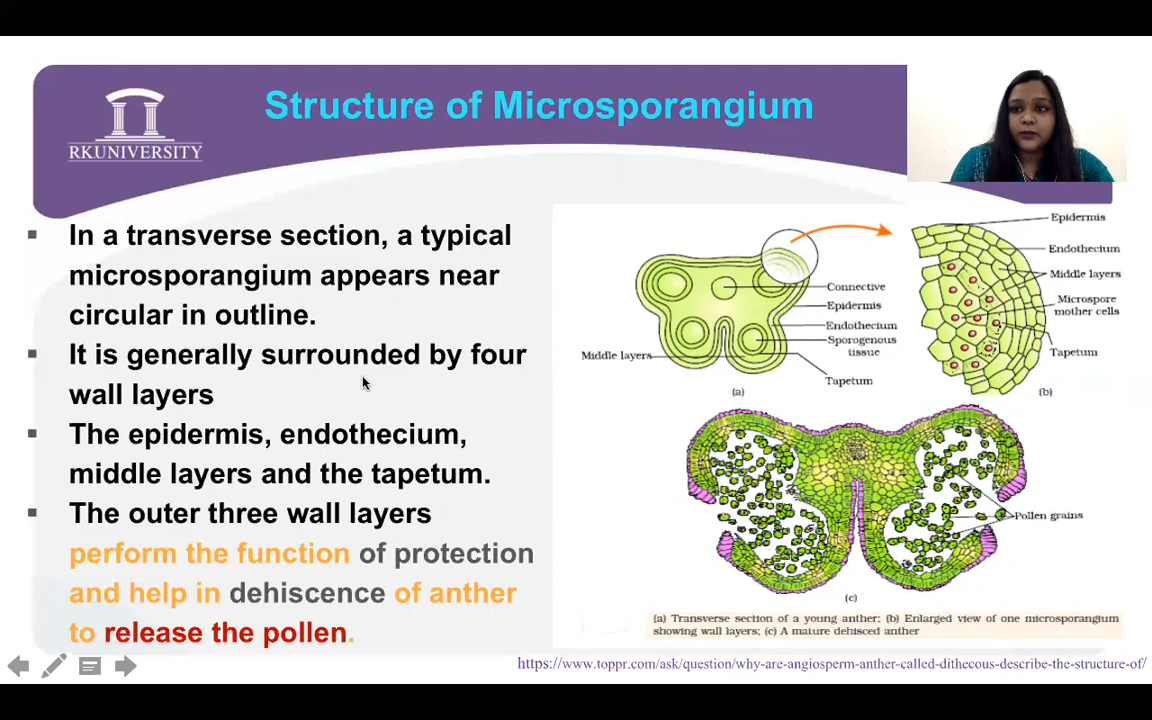 Structure of Microsporangium
RKUNIVERSITY
▪ In a transverse section, a typical
microsporangium appears near
circular in outline.
▪ It is generally surrounded by four
wall layers
▪ The epidermis, endothecium,
middle layers and the tapetum.
▪ The outer three wall layers
perform the function of protection
and help in dehiscence of anther
to release the pollen.
Connective
Epidermis
Endothecium
Sporogenous
tissue
Middle layers
Tapetum
(a)
Epidermis
Endothecium
Middle layers
Microspore
mother cells
Tapetum
(b)
Pollen grains
(c)
(a) Transverse section of a young anther; (b) Enlarged view of one microsporangium
showing wall layers; (c) A mature dehisced anther
https://www.toppr.com/ask/question/why-are-angiosperm-anther-called-dithecous-describe-the-structure-of/